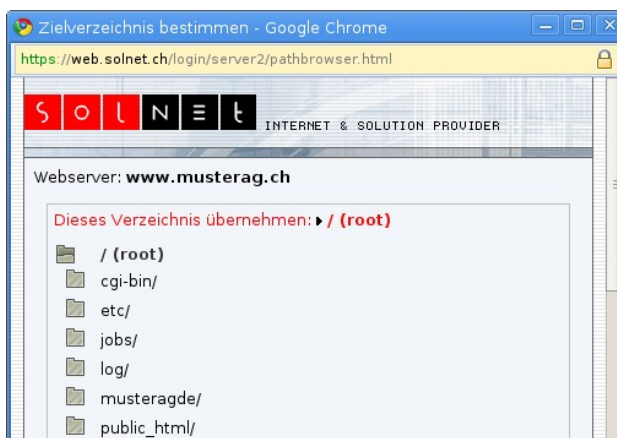 Zielverzeichnis bestimmen - Google Chrome
https://web.solnet.ch/login/server2/pathbrowser.html
SOLNET INTERNET & SOLUTION PROVIDER
Webserver: www.musterag.ch
Dieses Verzeichnis übernehmen: / (root)
/ (root)
cgi-bin/
etc/
jobs/
log/
musteragde/
public_html/